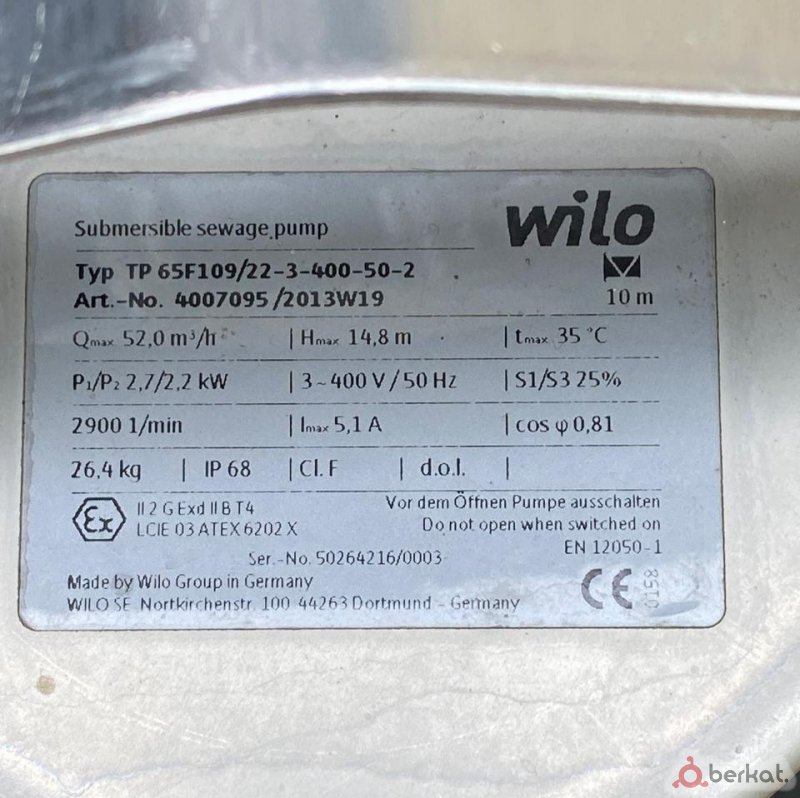 Submersible sewage pump
wilo
Typ TP 65F109/22-3-400-50-2
Art.-No. 4007095/2013W19
10 m
Qmax 52,0 m³/h | Hmax 14,8 m | tmax 35 °C
P1/P2 2,7/2,2 kW | 3~400 V/50 Hz | S1/S3 25%
2900 1/min | Imax 5,1 A | cos φ 0,81
26,4 kg | IP 68 | Cl. F | d.o.l. |
Ex II 2 G Exd II B T4
LCIE 03 ATEX 6202 X
Vor dem Öffnen Pumpe ausschalten
Do not open when switched on
EN 12050-1
Ser.-No. 50264216/0003
Made by Wilo Group in Germany
WILO SE Nortkirchenstr. 100 44263 Dortmund - Germany
CE 0158
berkat.